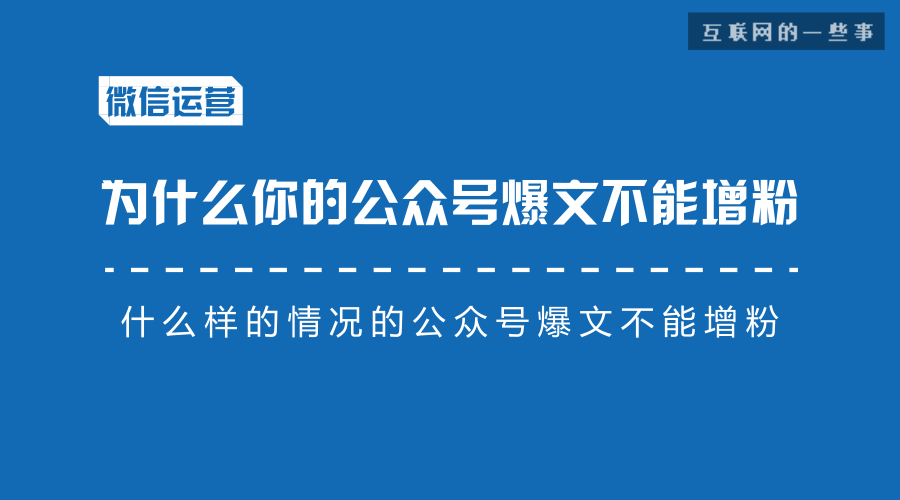 互联网的一些事
微信运营
为什么你的公众号爆文不能增粉
什么样的情况的公众号爆文不能增粉